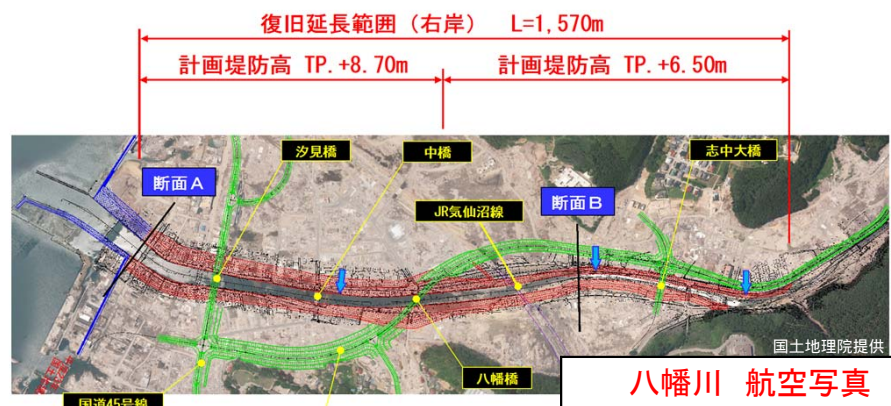 復旧延長範囲（右岸） L=1,570m
計画堤防高 TP.+8.70m
計画堤防高 TP.+6.50m
汐見橋
中橋
志中大橋
断面A
JR気仙沼線
断面B
国土地理院提供
八幡橋
国道45号線
八幡川 航空写真